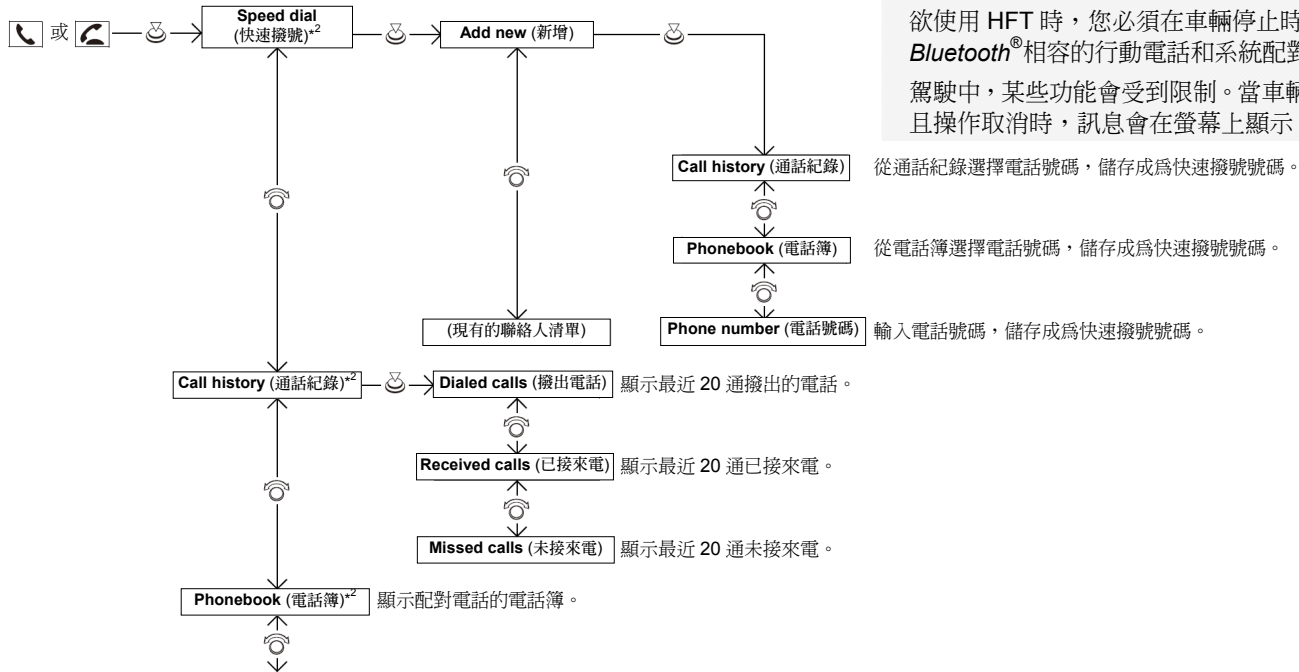 或
Speed dial
(快速撥號)*2
Add new (新增)
欲使用 HFT 時，您必須在車輛停止時
Bluetooth®相容的行動電話和系統配對
駕駛中，某些功能會受到限制。當車輛
且操作取消時，訊息會在螢幕上顯示
Call history (通話紀錄) 從通話紀錄選擇電話號碼，儲存成爲快速撥號號碼。
Phonebook (電話簿) 從電話簿選擇電話號碼，儲存成爲快速撥號號碼。
(現有的聯絡人清單)
Phone number (電話號碼) 輸入電話號碼，儲存成爲快速撥號號碼。
Call history (通話紀錄)*2
Dialed calls (撥出電話) 顯示最近 20 通撥出的電話。
Received calls (已接來電) 顯示最近 20 通已接來電。
Missed calls (未接來電) 顯示最近 20 通未接來電。
Phonebook (電話簿)*2 顯示配對電話的電話簿。